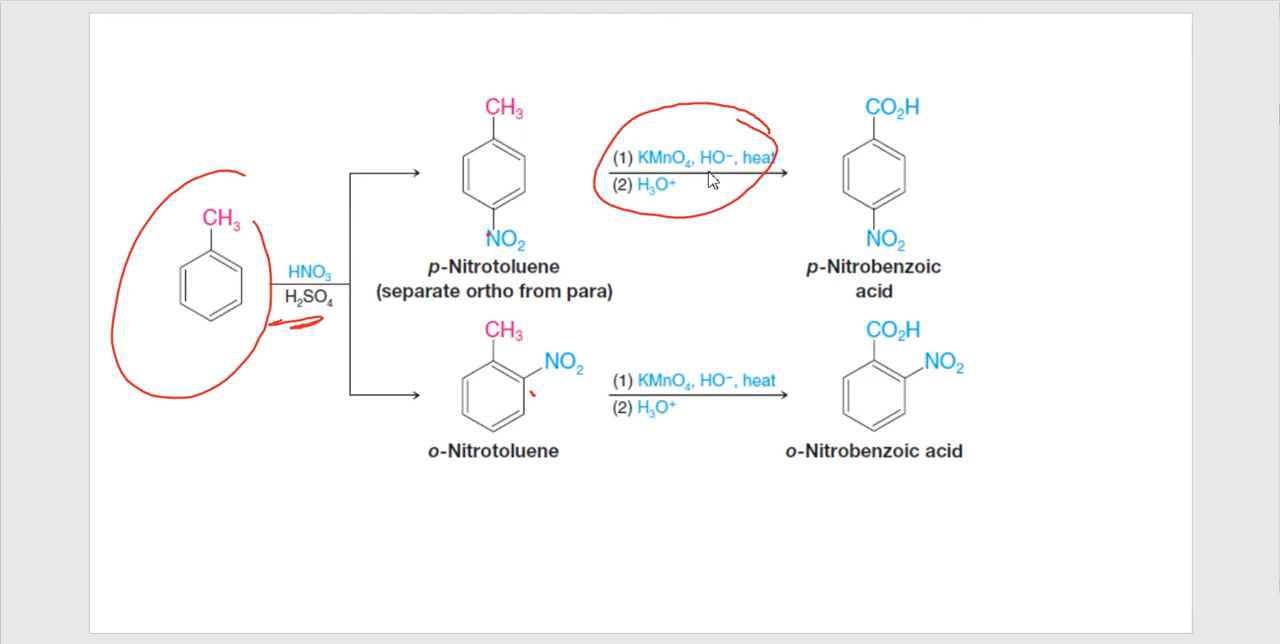 CH₃
HNO₃
H₂SO₄
CH₃
NO₂
p-Nitrotoluene
(separate ortho from para)
(1) KMnO₄, HO⁻, heat
(2) H₃O⁺
CO₂H
NO₂
p-Nitrobenzoic
acid
CH₃
NO₂
o-Nitrotoluene
(1) KMnO₄, HO⁻, heat
(2) H₃O⁺
CO₂H
NO₂
o-Nitrobenzoic acid